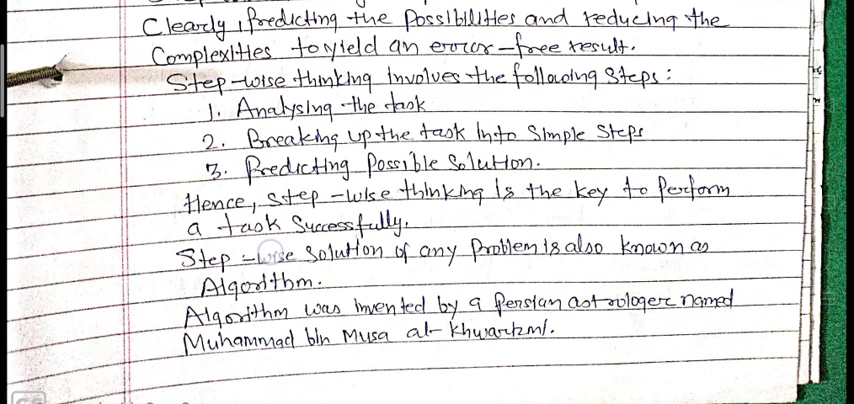 Clearly, Predicting the Possibilities and reducing the
Complexities to yield an error-free result.
Step-wise thinking involves the following steps:
1. Analysing the task
2. Breaking up the task into Simple Steps
3. Predicting Possible Solution.
Hence, Step-wise thinking is the key to perform
a task Successfully.
Step-wise Solution of any Problem is also known as
Algorithm.
Algorithm was invented by a Persian astrologer named
Muhammad bin Musa al-Khwarizmi.